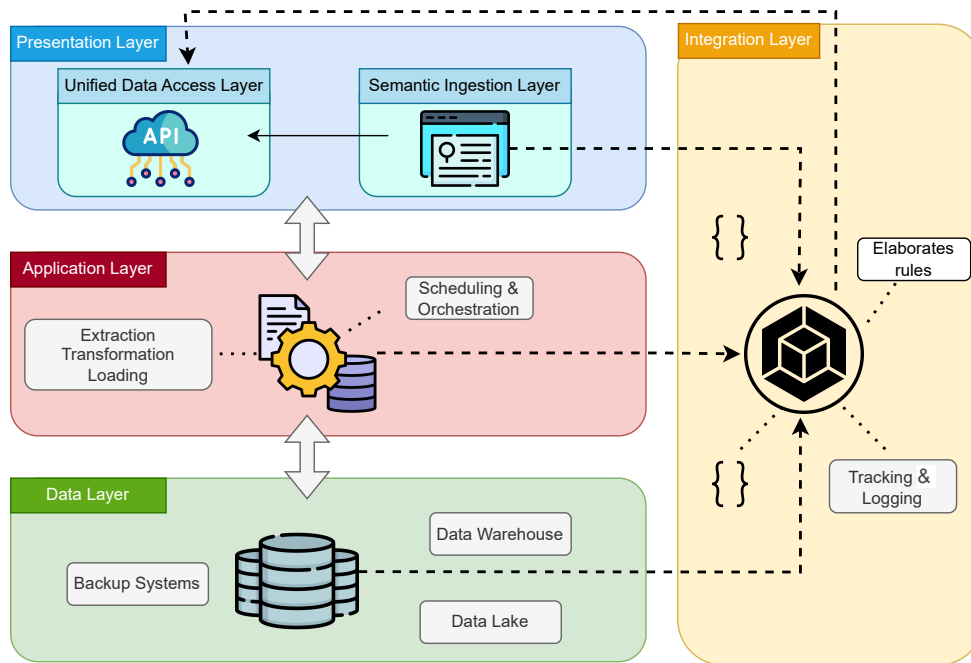 Presentation Layer
Integration Layer
Unified Data Access Layer
Semantic Ingestion Layer
API
{ }
Elaborates
rules
Application Layer
Scheduling &
Orchestration
Extraction
Transformation
Loading
{ }
Tracking &
Logging
Data Layer
Data Warehouse
Backup Systems
Data Lake